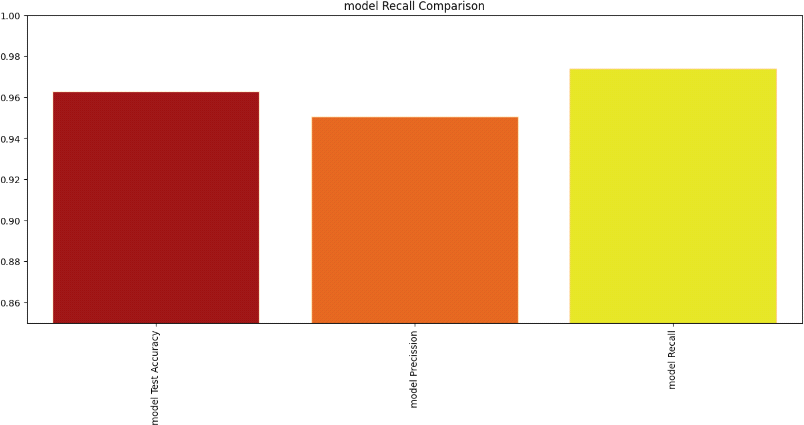 model Recall Comparison
1.00
0.98
0.96
0.94
0.92
0.90
0.88
0.86
model Test Accuracy
model Precission
model Recall